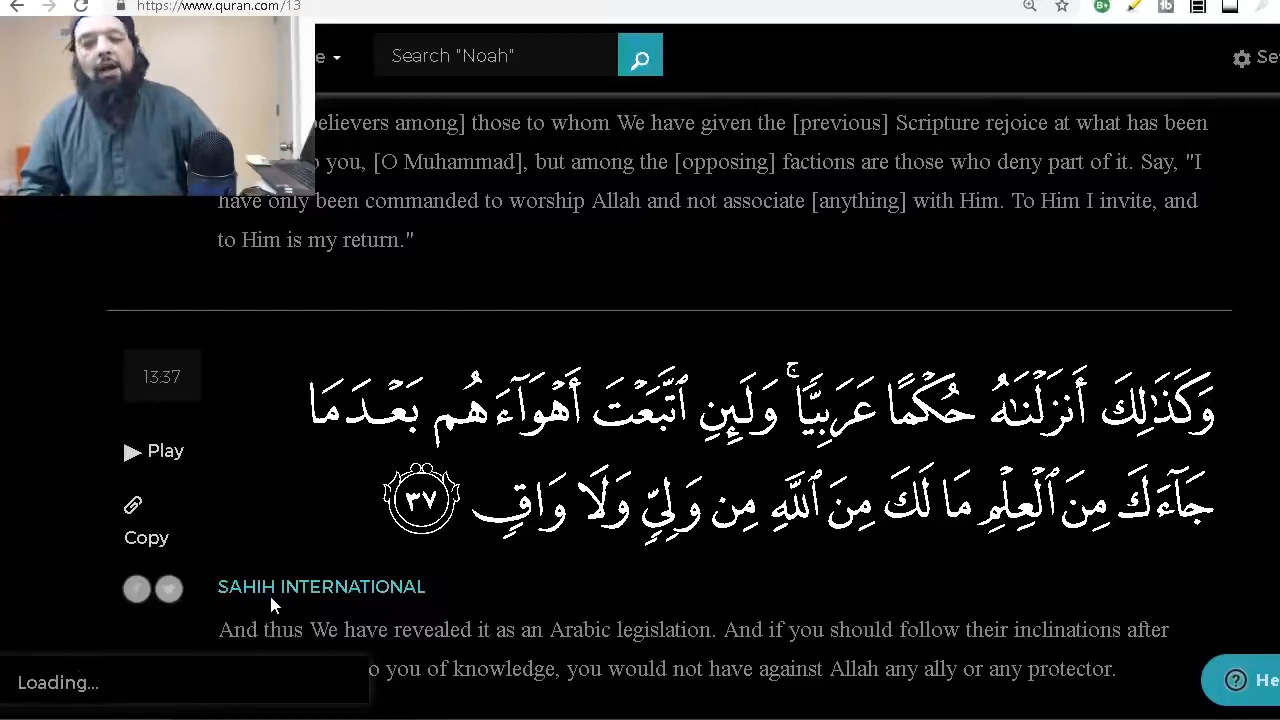 https://www.quran.com/13
e
Search "Noah"
Se
elievers among] those to whom We have given the [previous] Scripture rejoice at what has been
you, [O Muhammad], but among the [opposing] factions are those who deny part of it. Say, "I
have only been commanded to worship Allah and not associate [anything] with Him. To Him I invite, and
to Him is my return."
13:37
وَكَذَٰلِكَ أَنزَلْنَـٰهُ حُكْمًا عَرَبِيًّا ۚ وَلَئِنِ ٱتَّبَعْتَ أَهْوَآءَهُم بَعْدَمَا
جَآءَكَ مِنَ ٱلْعِلْمِ مَا لَكَ مِنَ ٱللَّهِ مِن وَلِىٍّ وَلَا وَاقٍ ٣٧
Play
Copy
SAHIH INTERNATIONAL
And thus We have revealed it as an Arabic legislation. And if you should follow their inclinations after
o you of knowledge, you would not have against Allah any ally or any protector.
Loading...
He